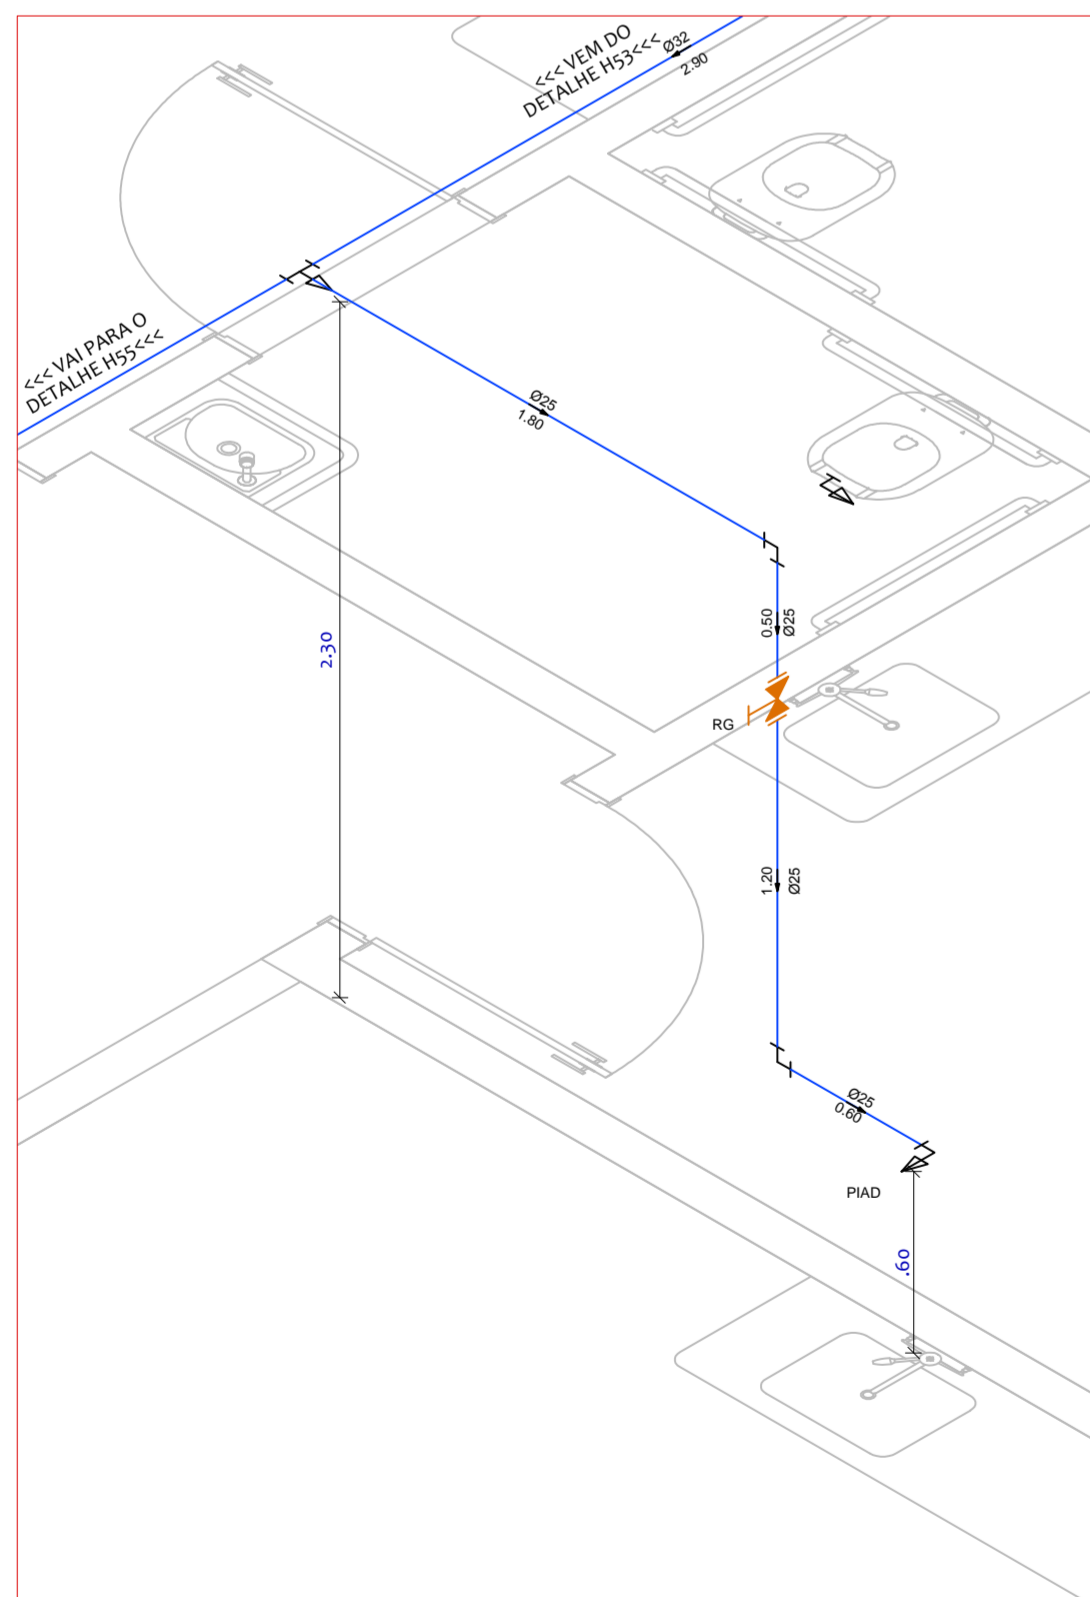 <<< VEM DO
DETALHE H53<<<
Ø32
2.90
<<< VAI PARA O
DETALHE H55<<<
Ø25
1.80
2.30
0.50
Ø25
RG
1.20
Ø25
Ø25
0.60
PIAD
.60